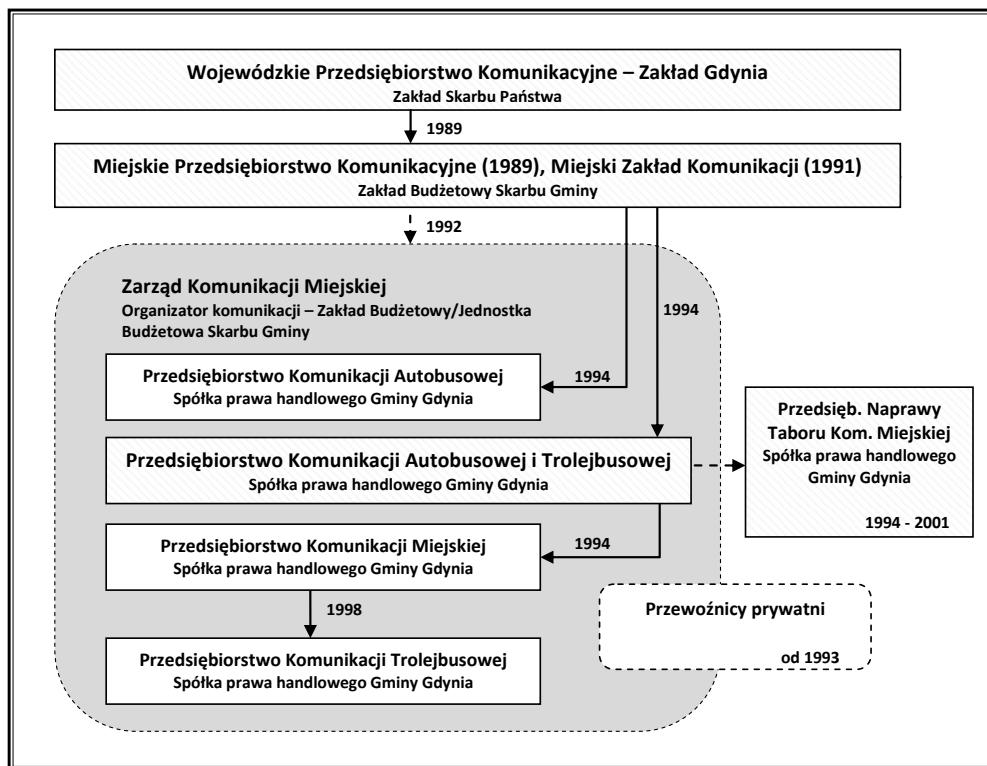 Wojewódzkie Przedsiębiorstwo Komunikacyjne – Zakład Gdynia
Zakład Skarbu Państwa
1989
Miejskie Przedsiębiorstwo Komunikacyjne (1989), Miejski Zakład Komunikacji (1991)
Zakład Budżetowy Skarbu Gminy
1992
Zarząd Komunikacji Miejskiej
Organizator komunikacji – Zakład Budżetowy/Jednostka
Budżetowa Skarbu Gminy
1994
Przedsiębiorstwo Komunikacji Autobusowej
Spółka prawa handlowego Gminy Gdynia
1994
Przedsiębiorstwo Komunikacji Autobusowej i Trolejbusowej
Spółka prawa handlowego Gminy Gdynia
Przedsięb. Naprawy
Taboru Kom. Miejskiej
Spółka prawa handlowego
Gminy Gdynia
1994 - 2001
Przedsiębiorstwo Komunikacji Miejskiej
Spółka prawa handlowego Gminy Gdynia
1994
1998
Przewoźnicy prywatni
od 1993
Przedsiębiorstwo Komunikacji Trolejbusowej
Spółka prawa handlowego Gminy Gdynia